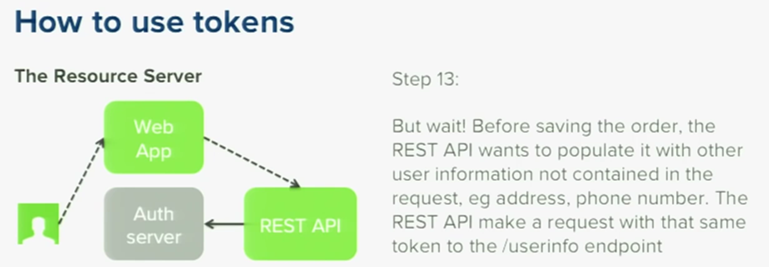 How to use tokens
The Resource Server
Step 13:
Web
App
But wait! Before saving the order, the
REST API wants to populate it with other
user information not contained in the
request, eg address, phone number. The
REST API make a request with that same
token to the /userinfo endpoint
Auth
server
REST API